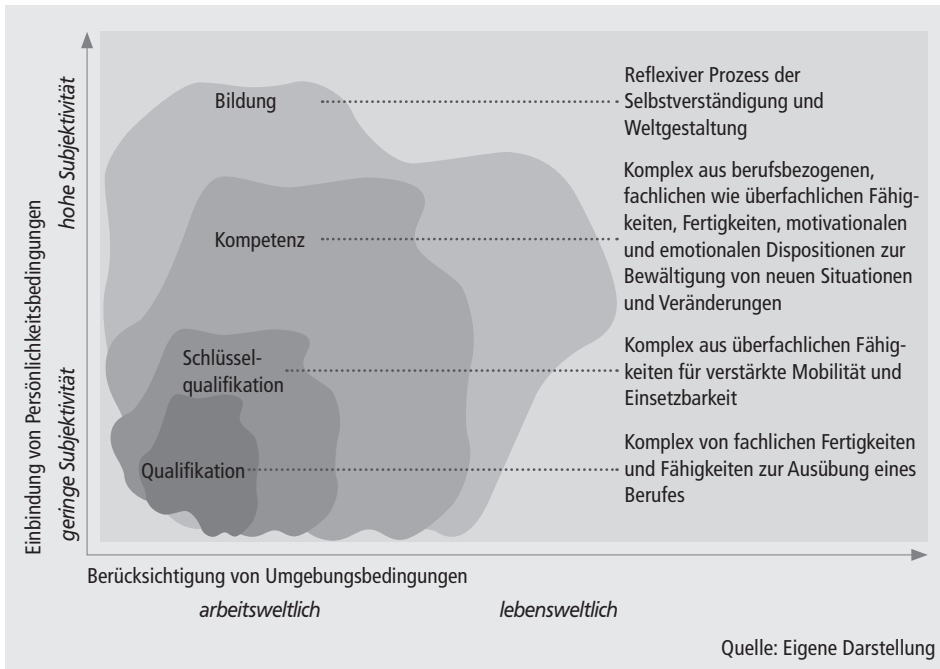 Einbindung von Persönlichkeitsbedingungen
hohe Subjektivität
geringe Subjektivität
Bildung
Reflexiver Prozess der
Selbstverständigung und
Weltgestaltung
Kompetenz
Komplex aus berufsbezogenen,
fachlichen wie überfachlichen Fähig-
keiten, Fertigkeiten, motivationalen
und emotionalen Dispositionen zur
Bewältigung von neuen Situationen
und Veränderungen
Schlüssel-
qualifikation
Komplex aus überfachlichen Fähig-
keiten für verstärkte Mobilität und
Einsetzbarkeit
Qualifikation
Komplex von fachlichen Fertigkeiten
und Fähigkeiten zur Ausübung eines
Berufes
Berücksichtigung von Umgebungsbedingungen
arbeitsweltlich
lebensweltlich
Quelle: Eigene Darstellung